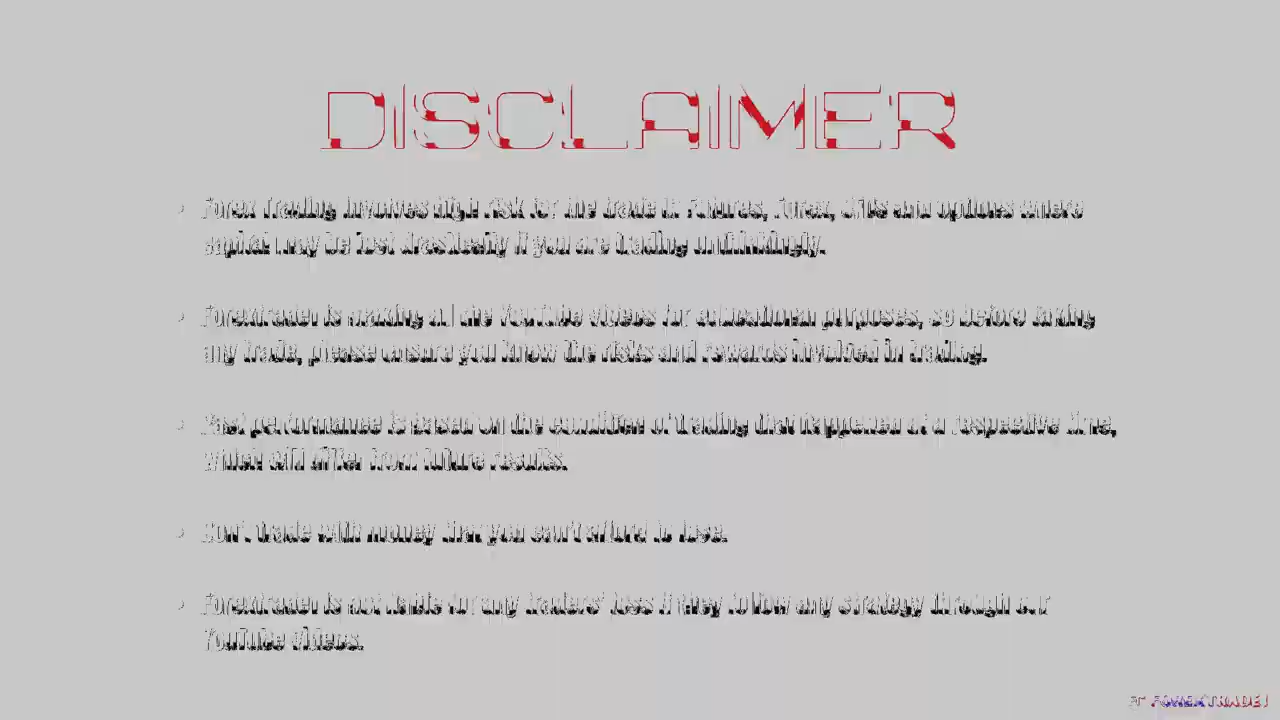 DISCLAIMER
• Forex Trading involves high risk for the trade in Futures, Forex, CFDs and options where
capital may be lost drastically if you are trading unthinkingly.
• Forextrader is making all the YouTube videos for educational purposes, so before taking
any trade, please ensure you know the risks and rewards involved in trading.
• Past performance is based on the condition of trading that happened at a respective time,
which will differ from future results.
• Don't trade with money that you can't afford to lose.
• Forextrader is not liable for any traders' loss if they follow any strategy through our
YouTube videos.